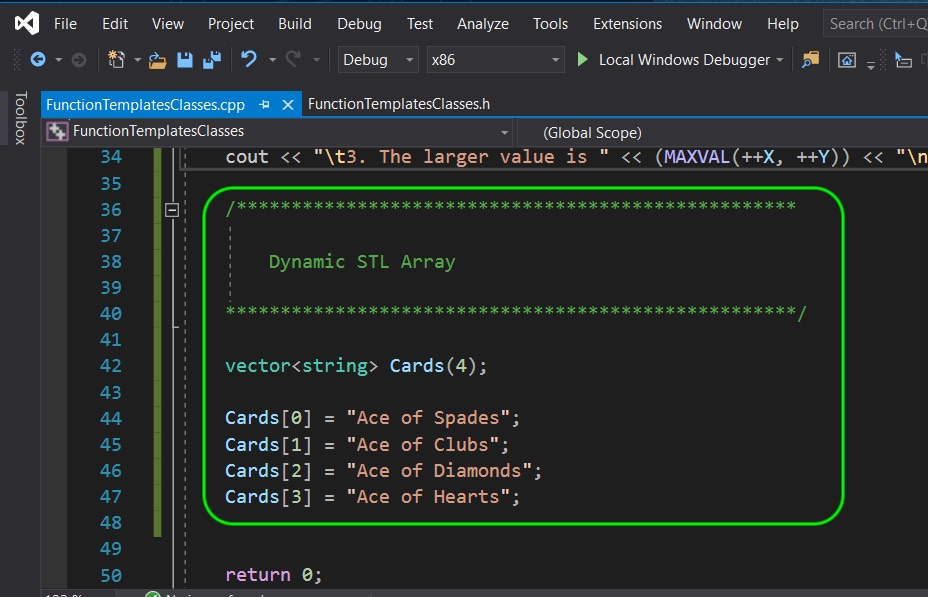 File Edit View Project Build Debug Test Analyze Tools Extensions Window Help Search (Ctrl+Q
Debug x86 Local Windows Debugger
Toolbox
FunctionTemplatesClasses.cpp FunctionTemplatesClasses.h
FunctionTemplatesClasses (Global Scope)
34 cout << "\t3. The larger value is " << (MAXVAL(++X, ++Y)) << "\n
35
36 /***************************************************
37
38 Dynamic STL Array
39
40 ****************************************************/
41
42 vector<string> Cards(4);
43
44 Cards[0] = "Ace of Spades";
45 Cards[1] = "Ace of Clubs";
46 Cards[2] = "Ace of Diamonds";
47 Cards[3] = "Ace of Hearts";
48
49
50 return 0;